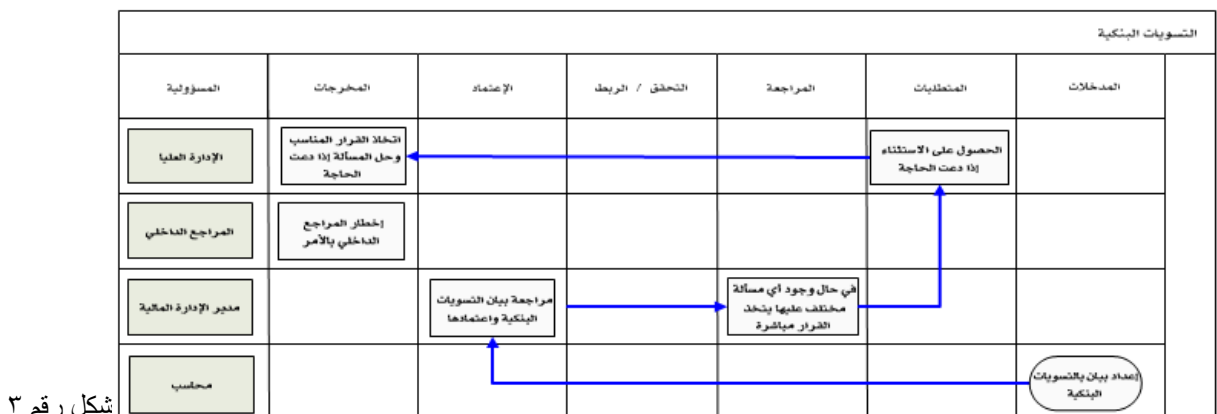 التسويات البنكية
المدخلات
المتطلبات
المراجعة
التحقق / الربط
الإعتماد
المخرجات
المسؤولية
الحصول على الاستثناء
إذا دعت الحاجة
اتخاذ القرار المناسب
وحل المسألة إذا دعت
الحاجة
الإدارة العليا
إخطار المراجع
الداخلي بالأمر
المراجع الداخلي
في حال وجود أي مسألة
مختلف عليها يتخذ
القرار مباشرة
مراجعة بيان التسويات
البنكية واعتمادها
مدير الإدارة المالية
إعداد بيان بالتسويات
البنكية
محاسب
شكل رقم ٣